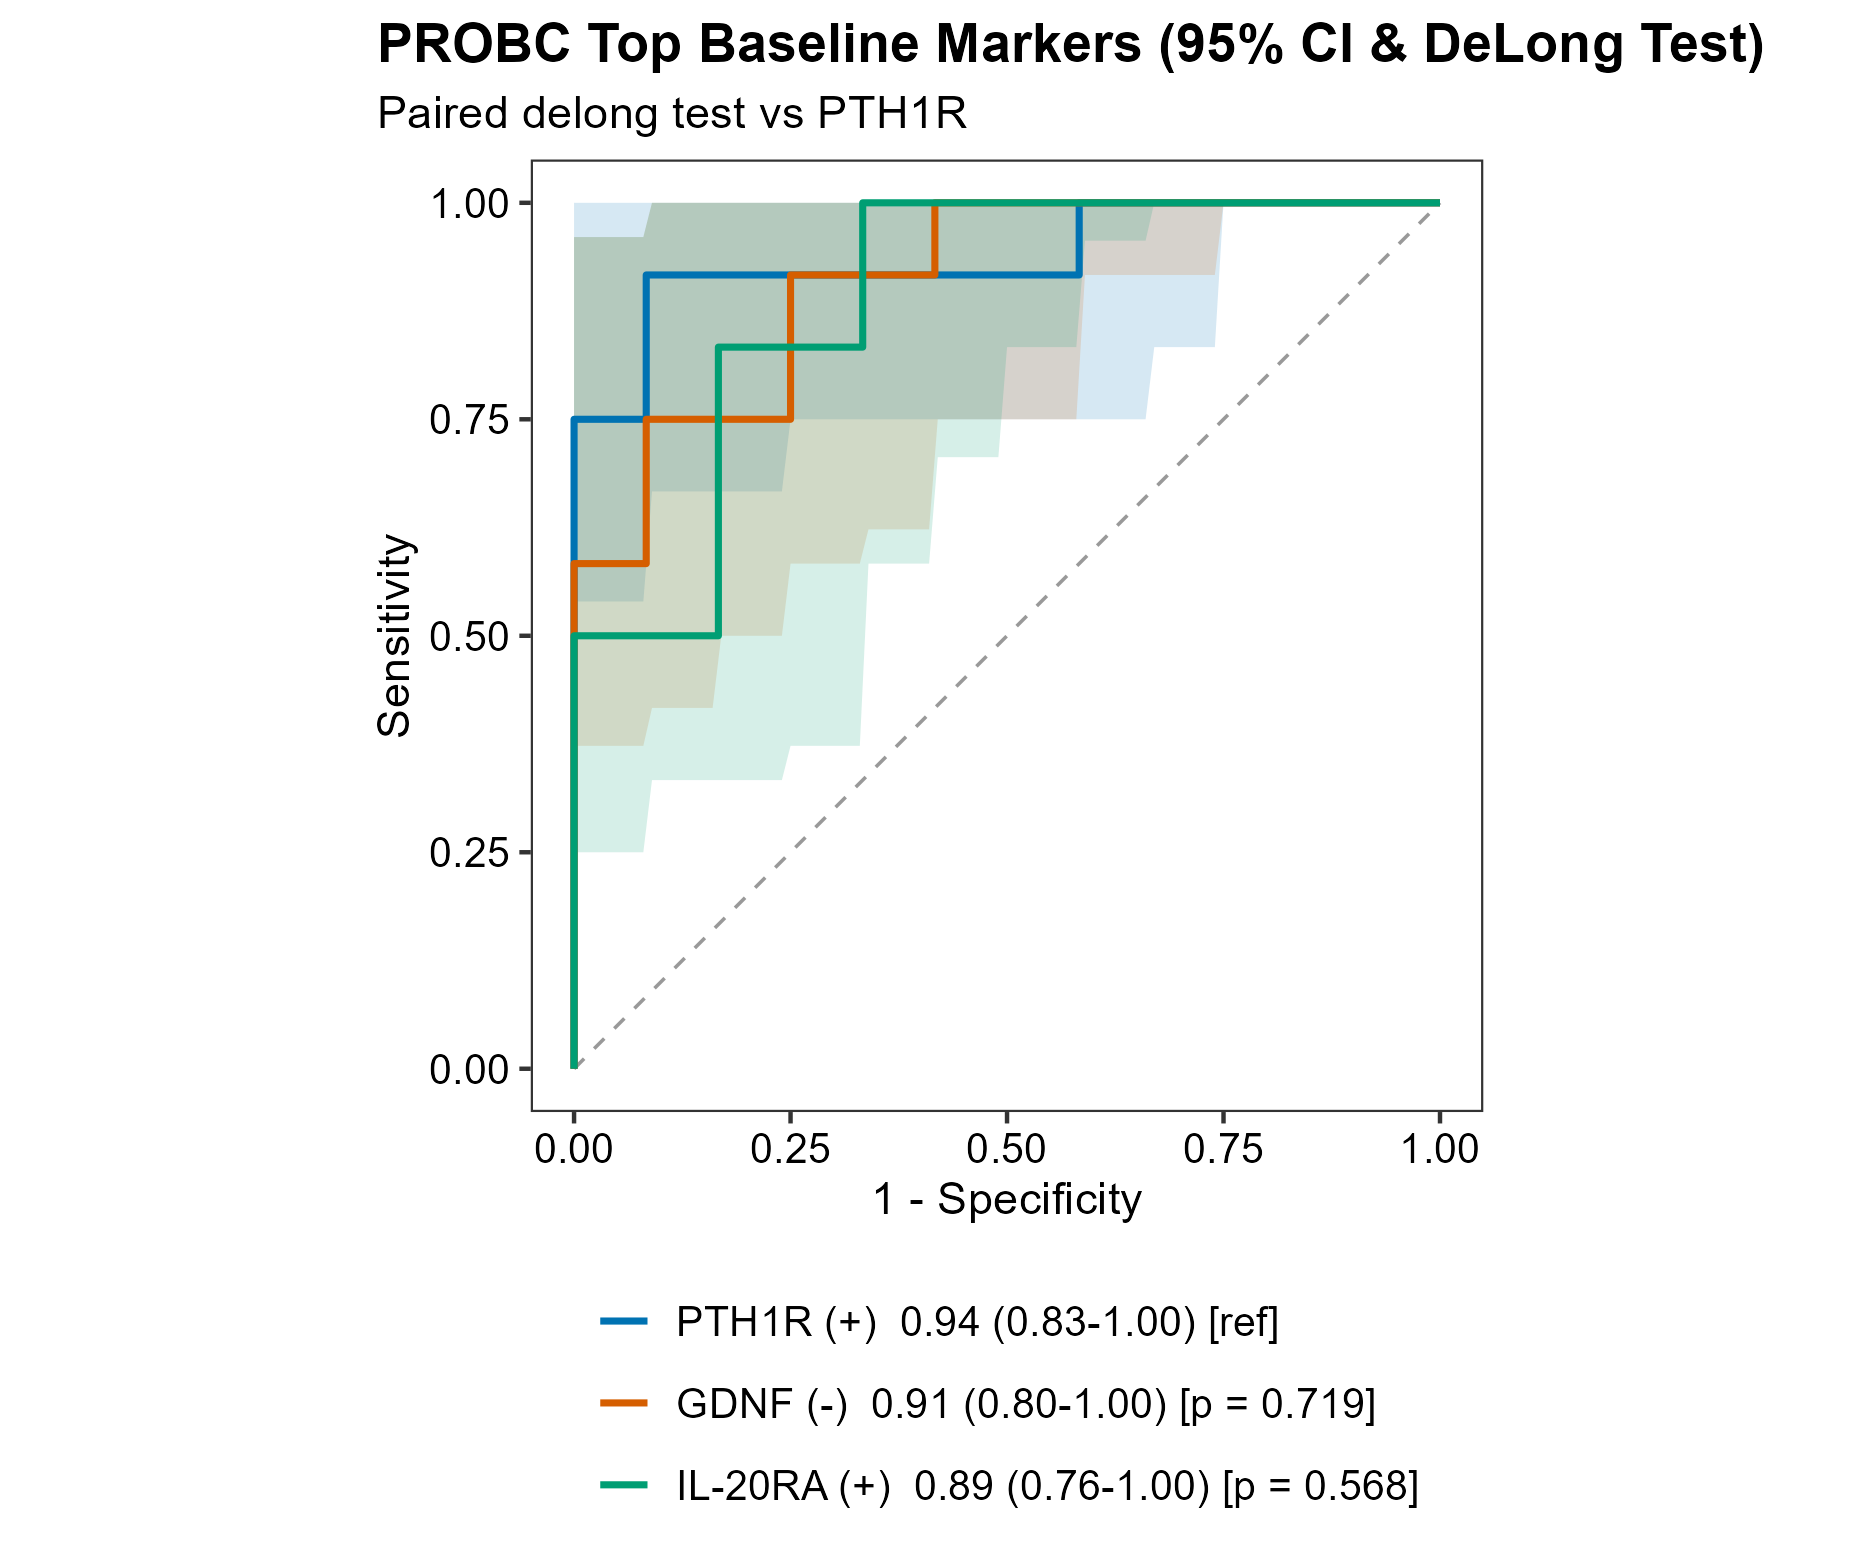 PROBC Top Baseline Markers (95% CI & DeLong Test)
Paired delong test vs PTH1R
Sensitivity
1.00
0.75
0.50
0.25
0.00
0.00 0.25 0.50 0.75 1.00
1 - Specificity
PTH1R (+) 0.94 (0.83-1.00) [ref]
GDNF (-) 0.91 (0.80-1.00) [p = 0.719]
IL-20RA (+) 0.89 (0.76-1.00) [p = 0.568]